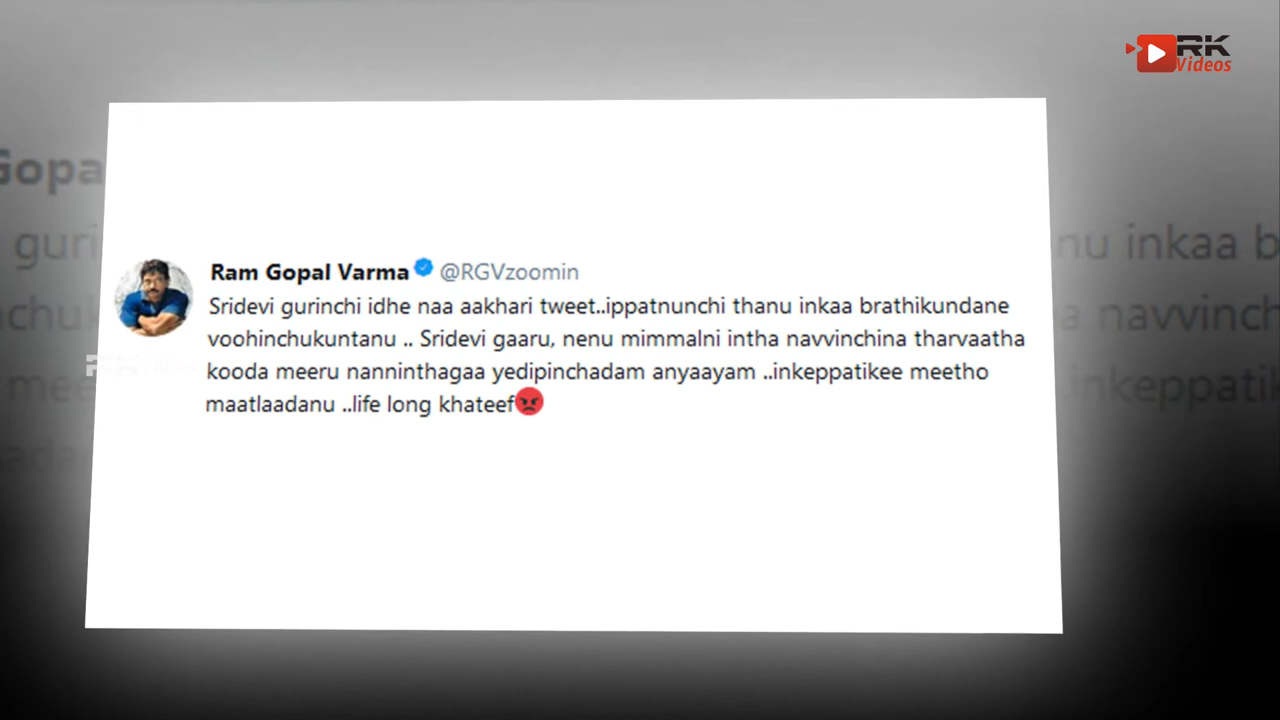 RK
Videos
Ram Gopal Varma @RGVzoomin
Sridevi gurinchi idhe naa aakhari tweet..ippatnunchi thanu inkaa brathikundane
voohinchukuntanu .. Sridevi gaaru, nenu mimmalni intha navvinchina tharvaatha
kooda meeru nanninthagaa yedipinchadam anyaayam ..inkeppatikee meetho
maatlaadanu ..life long khateef